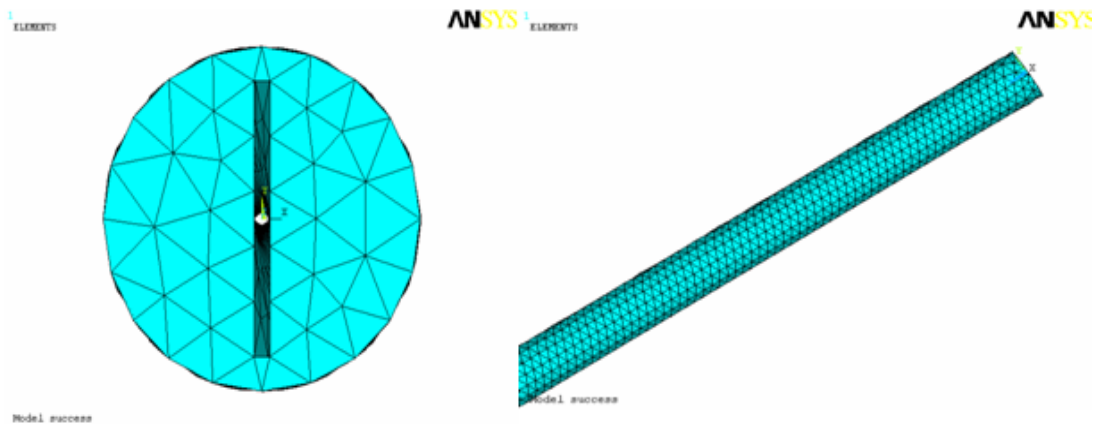 1
ELEMENTS
ANSYS
Z
Model success
1
ELEMENTS
ANSYS
Y
X
Model success